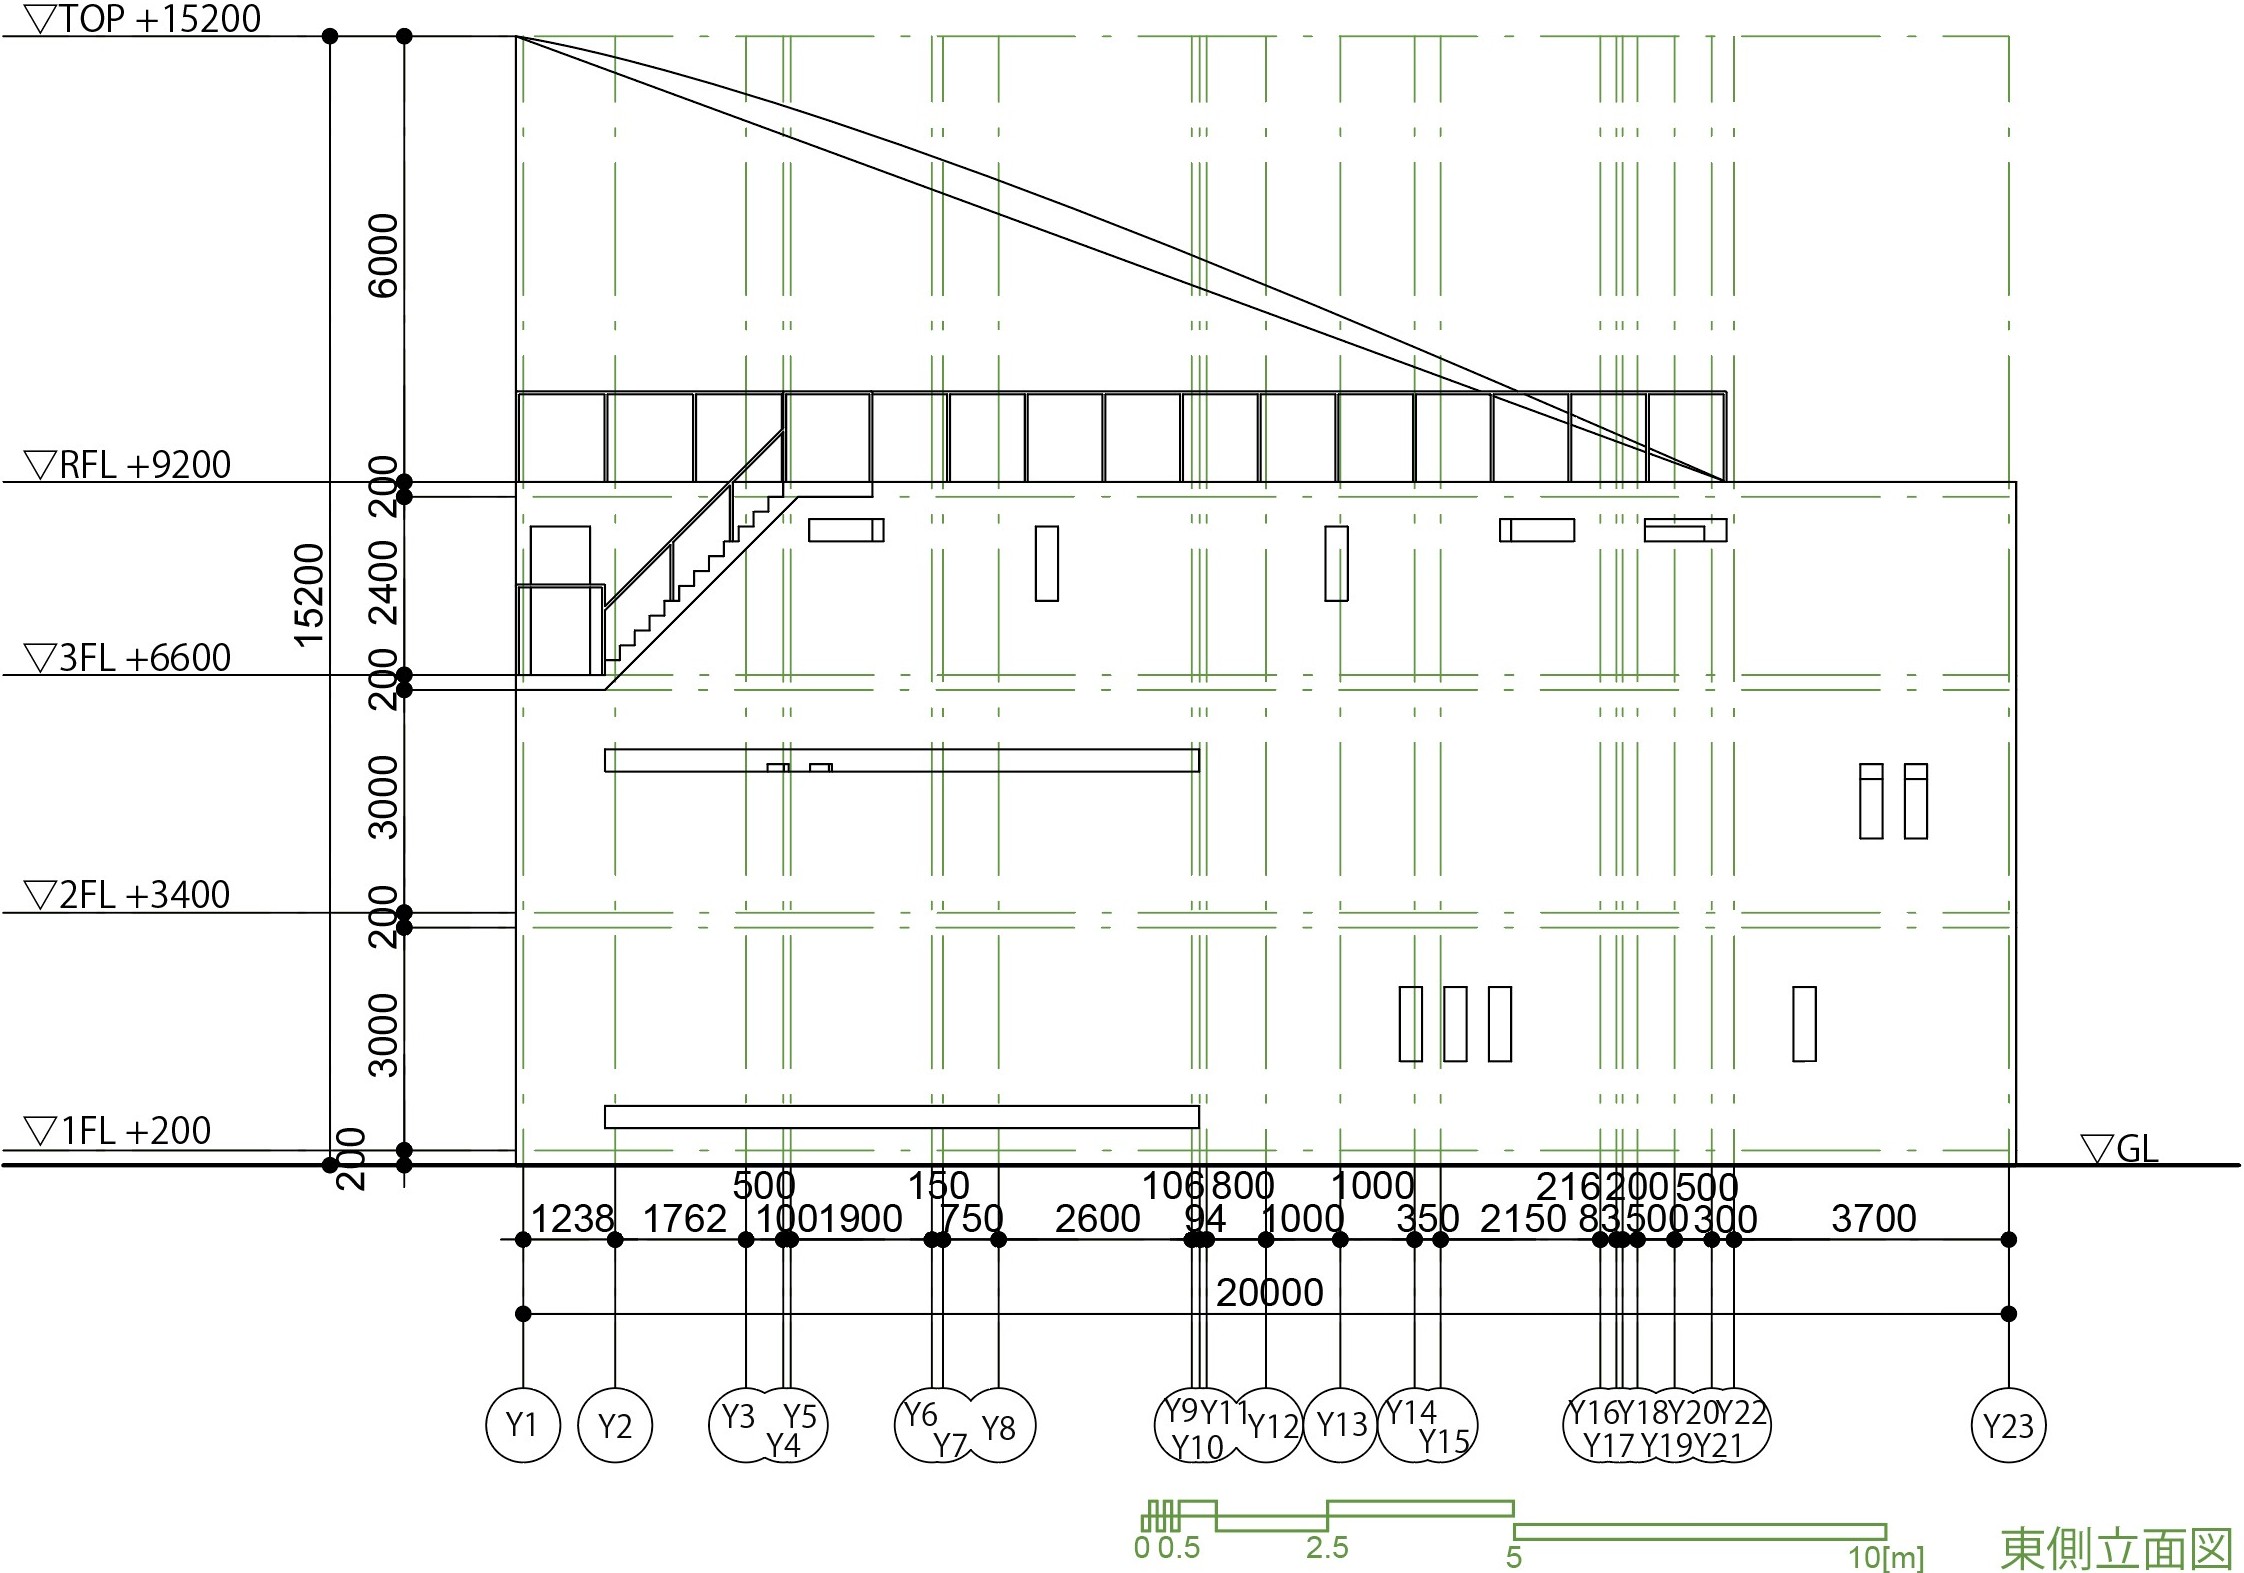 ▽TOP +15200
6000
▽RFL +9200
200
2400
15200
▽3FL +6600
200
3000
▽2FL +3400
200
3000
▽1FL +200
200
▽GL
500 150 106 800 1000 216 200 500
1238 1762 100 1900 750 2600 94 1000 350 2150 83 500 300 3700
20000
Y1 Y2 Y3 Y4 Y5 Y6 Y7 Y8 Y9 Y10 Y11 Y12 Y13 Y14 Y15 Y16 Y17 Y18 Y19 Y20 Y21 Y22 Y23
0 0.5 2.5 5 10[m]
東側立面図